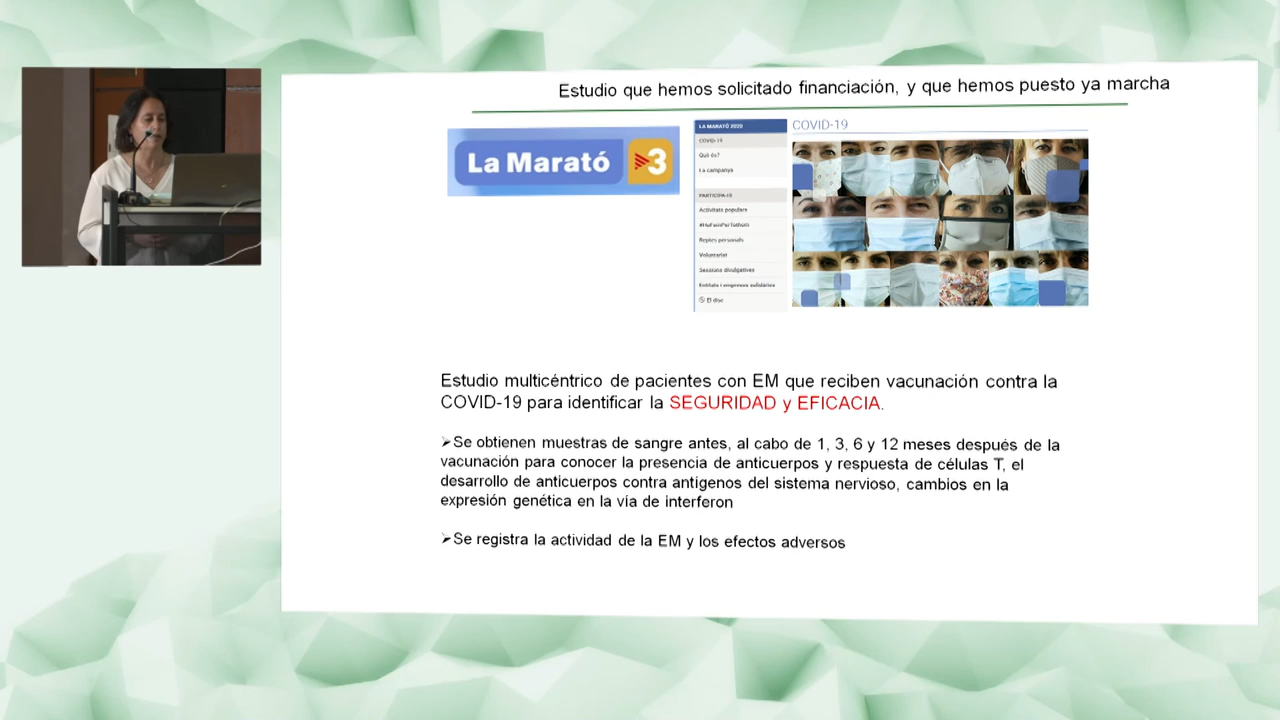 Estudio que hemos solicitado financiación, y que hemos puesto ya marcha
La Marató 3
LA MARATÓ 2020
COVID-19
Què és?
La campanya
PARTICIPA-HI
Activitats populars
#HoFemPerTothom
Reptes personals
Voluntariat
Sessions divulgatives
Entitats i empreses solidàries
El disc
COVID-19
Estudio multicéntrico de pacientes con EM que reciben vacunación contra la
COVID-19 para identificar la SEGURIDAD y EFICACIA.
➢Se obtienen muestras de sangre antes, al cabo de 1, 3, 6 y 12 meses después de la
vacunación para conocer la presencia de anticuerpos y respuesta de células T, el
desarrollo de anticuerpos contra antígenos del sistema nervioso, cambios en la
expresión genética en la vía de interferon
➢Se registra la actividad de la EM y los efectos adversos